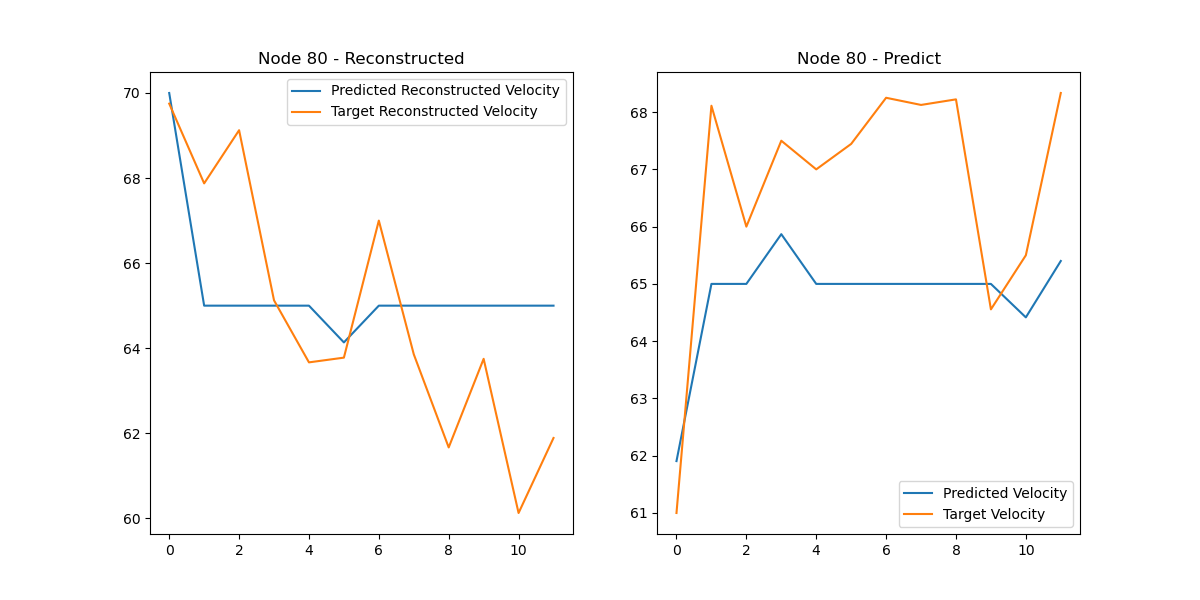 Node 80 - Reconstructed
Predicted Reconstructed Velocity
Target Reconstructed Velocity
70
68
66
64
62
60
0 2 4 6 8 10
Node 80 - Predict
68
67
66
65
64
63
62
61
Predicted Velocity
Target Velocity
0 2 4 6 8 10